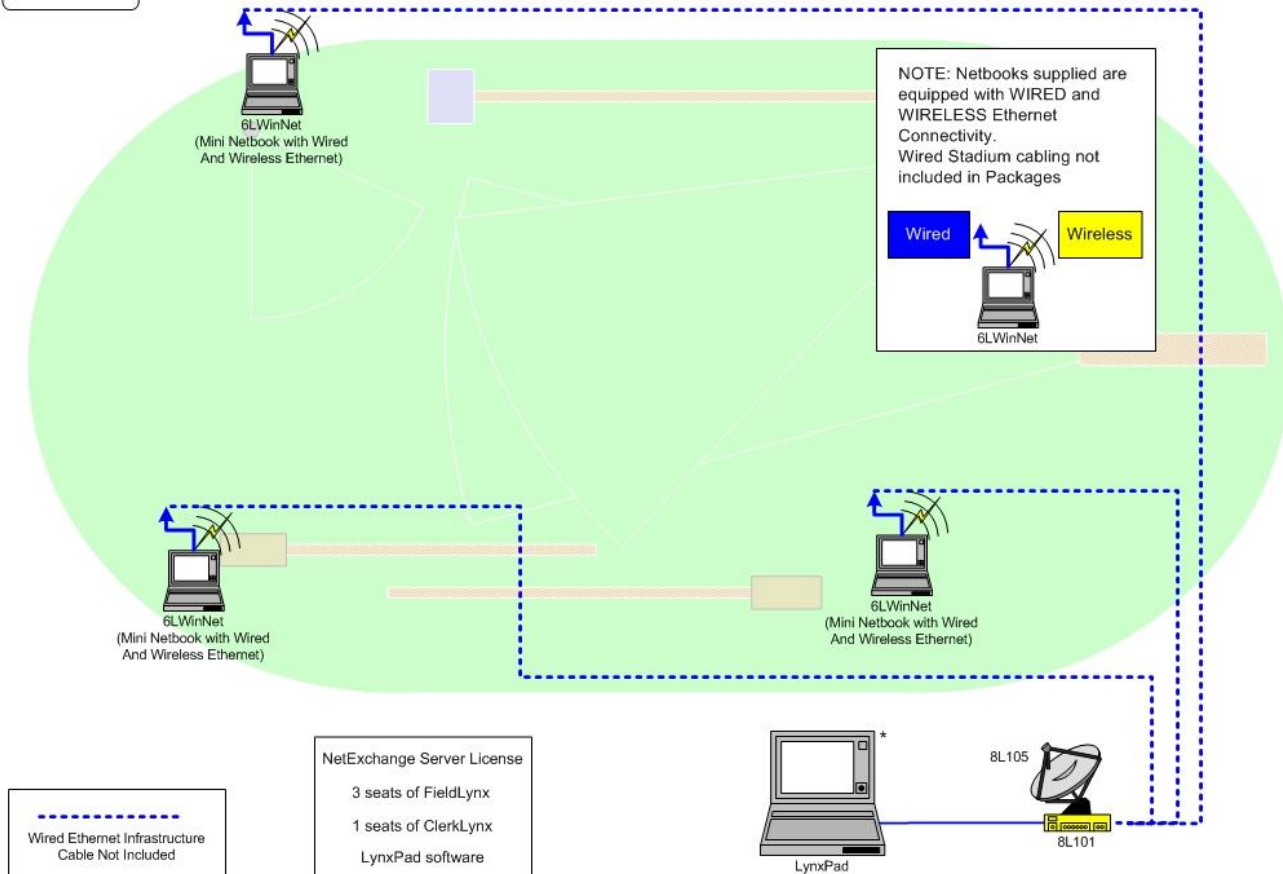 6LWinNet
(Mini Netbook with Wired
And Wireless Ethernet)
NOTE: Netbooks supplied are
equipped with WIRED and
WIRELESS Ethernet
Connectivity.
Wired Stadium cabling not
included in Packages
Wired
Wireless
6LWinNet
6LWinNet
(Mini Netbook with Wired
And Wireless Ethernet)
6LWinNet
(Mini Netbook with Wired
And Wireless Ethernet)
Wired Ethernet Infrastructure
Cable Not Included
NetExchange Server License
3 seats of FieldLynx
1 seats of ClerkLynx
LynxPad software
*
LynxPad
8L105
8L101